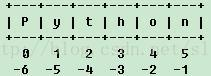 +---+---+---+---+---+---+
| P | y | t | h | o | n |
+---+---+---+---+---+---+
0 1 2 3 4 5
-6 -5 -4 -3 -2 -1